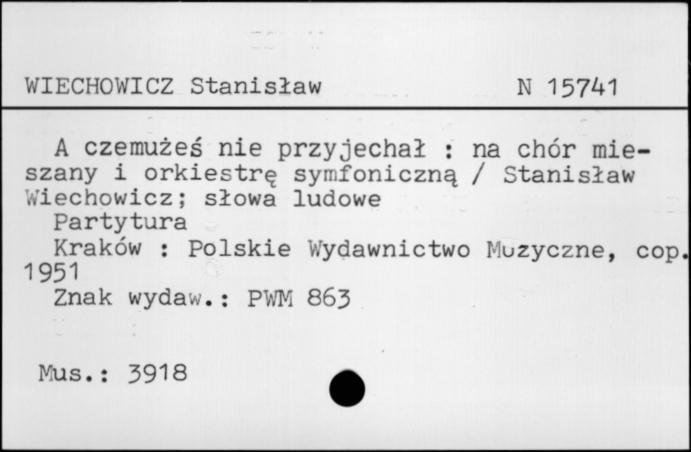 WIECHOWICZ Stanisław N 15741
A czemużeś nie przyjechał : na chór mie-
szany i orkiestrę symfoniczną / Stanisław
Wiechowicz; słowa ludowe
Partytura
Kraków : Polskie Wydawnictwo Muzyczne, cop.
1951
Znak wydaw.: PWM 863
Mus.: 3918